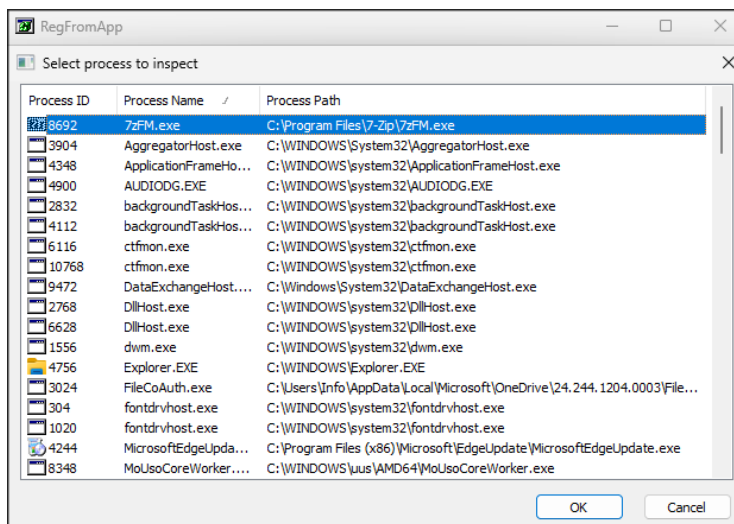 RegFromApp
Select process to inspect
Process ID Process Name Process Path
8692 7zFM.exe C:\Program Files\7-Zip\7zFM.exe
3904 AggregatorHost.exe C:\WINDOWS\System32\AggregatorHost.exe
4348 ApplicationFrameHo... C:\WINDOWS\system32\ApplicationFrameHost.exe
4900 AUDIODG.EXE C:\WINDOWS\system32\AUDIODG.EXE
2832 backgroundTaskHos... C:\WINDOWS\system32\backgroundTaskHost.exe
4112 backgroundTaskHos... C:\WINDOWS\system32\backgroundTaskHost.exe
6116 ctfmon.exe C:\WINDOWS\system32\ctfmon.exe
10768 ctfmon.exe C:\WINDOWS\system32\ctfmon.exe
9472 DataExchangeHost.... C:\Windows\System32\DataExchangeHost.exe
2768 DllHost.exe C:\WINDOWS\system32\DllHost.exe
6628 DllHost.exe C:\WINDOWS\system32\DllHost.exe
1556 dwm.exe C:\WINDOWS\system32\dwm.exe
4756 Explorer.EXE C:\WINDOWS\Explorer.EXE
3024 FileCoAuth.exe C:\Users\Info\AppData\Local\Microsoft\OneDrive\24.244.1204.0003\File...
304 fontdrvhost.exe C:\WINDOWS\system32\fontdrvhost.exe
1020 fontdrvhost.exe C:\WINDOWS\system32\fontdrvhost.exe
4244 MicrosoftEdgeUpda... C:\Program Files (x86)\Microsoft\EdgeUpdate\MicrosoftEdgeUpdate.exe
8348 MoUsoCoreWorker.... C:\WINDOWS\uus\AMD64\MoUsoCoreWorker.exe
OK Cancel